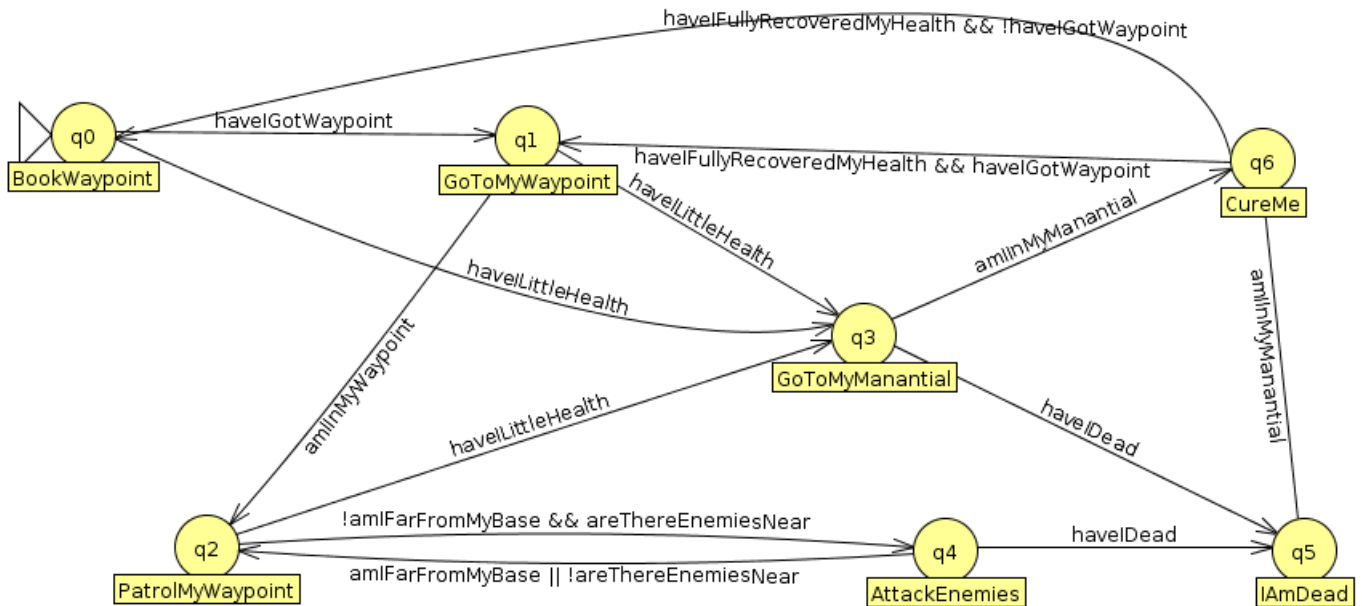 haveIFullyRecoveredMyHealth && !haveIGotWaypoint
q0
BookWaypoint
haveIGotWaypoint
q1
GoToMyWaypoint
haveIFullyRecoveredMyHealth && haveIGotWaypoint
q6
CureMe
haveILittleHealth
haveILittleHealth
amIInMyManantial
amIInMyManantial
amIInMyWaypoint
q3
GoToMyManantial
haveILittleHealth
haveIDead
q2
PatrolMyWaypoint
!amIFarFromMyBase && areThereEnemiesNear
amIFarFromMyBase || !areThereEnemiesNear
q4
AttackEnemies
haveIDead
q5
IAmDead